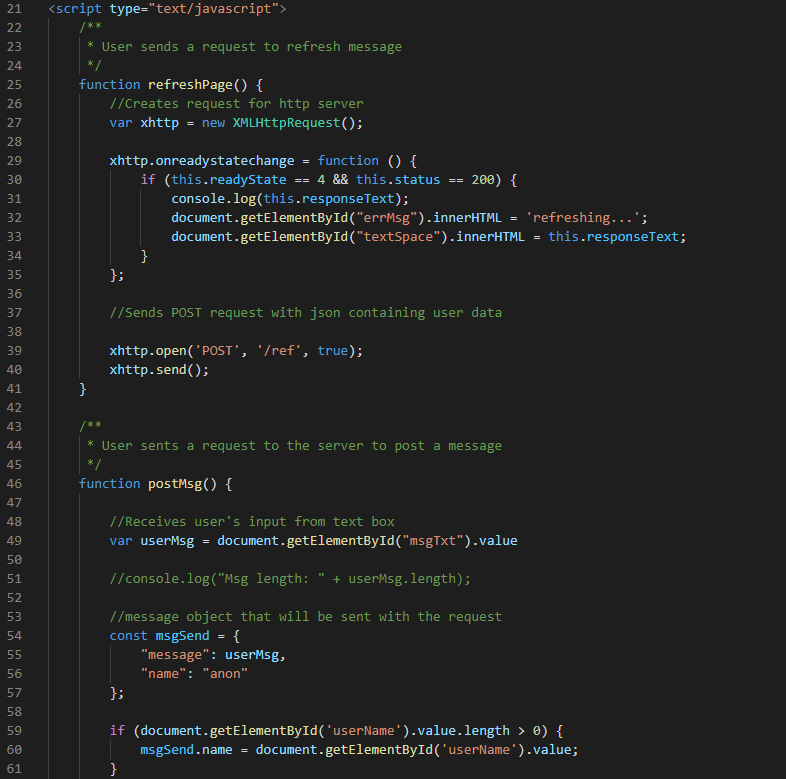 21 <script type="text/javascript">
22 /**
23 * User sends a request to refresh message
24 */
25 function refreshPage() {
26 //Creates request for http server
27 var xhttp = new XMLHttpRequest();
28
29 xhttp.onreadystatechange = function () {
30 if (this.readyState == 4 && this.status == 200) {
31 console.log(this.responseText);
32 document.getElementById("errMsg").innerHTML = 'refreshing...';
33 document.getElementById("textSpace").innerHTML = this.responseText;
34 }
35 };
36
37 //Sends POST request with json containing user data
38
39 xhttp.open('POST', '/ref', true);
40 xhttp.send();
41 }
42
43 /**
44 * User sents a request to the server to post a message
45 */
46 function postMsg() {
47
48 //Receives user's input from text box
49 var userMsg = document.getElementById("msgTxt").value
50
51 //console.log("Msg length: " + userMsg.length);
52
53 //message object that will be sent with the request
54 const msgSend = {
55 "message": userMsg,
56 "name": "anon"
57 };
58
59 if (document.getElementById('userName').value.length > 0) {
60 msgSend.name = document.getElementById('userName').value;
61 }